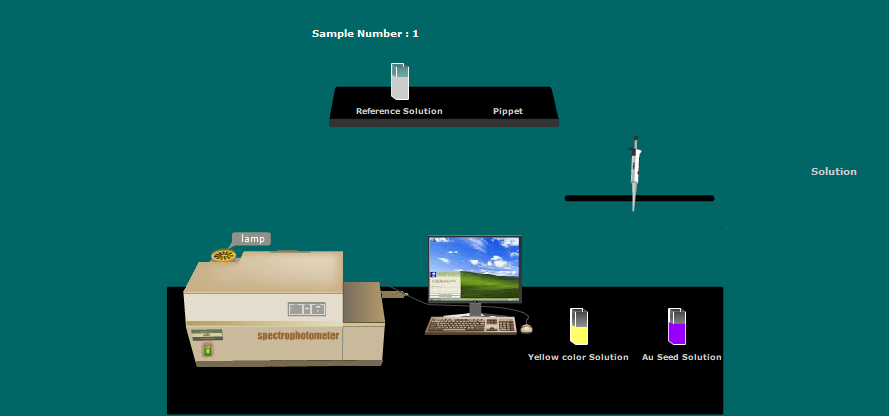 Sample Number : 1
Reference Solution
Pippet
Solution
lamp
spectrophotometer
Yellow color Solution
Au Seed Solution